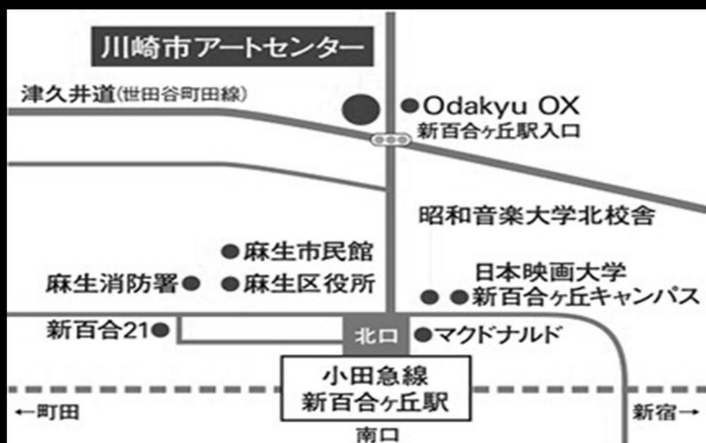 川崎市アートセンター
津久井道(世田谷町田線)
Odakyu OX
新百合ヶ丘駅入口
昭和音楽大学北校舎
麻生市民館
麻生消防署
麻生区役所
日本映画大学
新百合ヶ丘キャンパス
新百合21
北口
マクドナルド
小田急線
新百合ヶ丘駅
←町田
新宿→
南口